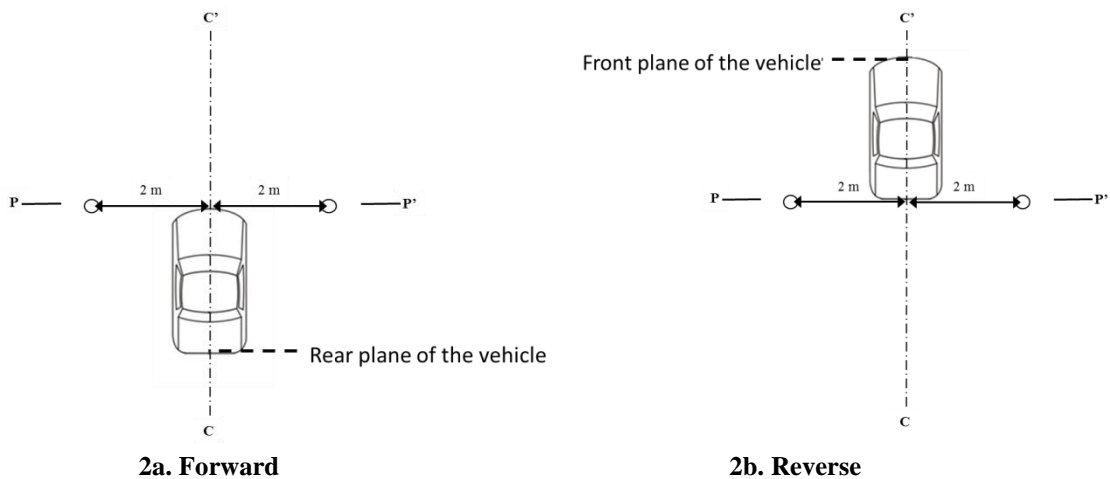 C’
2 m
2 m
P
P’
Rear plane of the vehicle
C
2a. Forward
C’
Front plane of the vehicle
2 m
2 m
P
P’
C
2b. Reverse